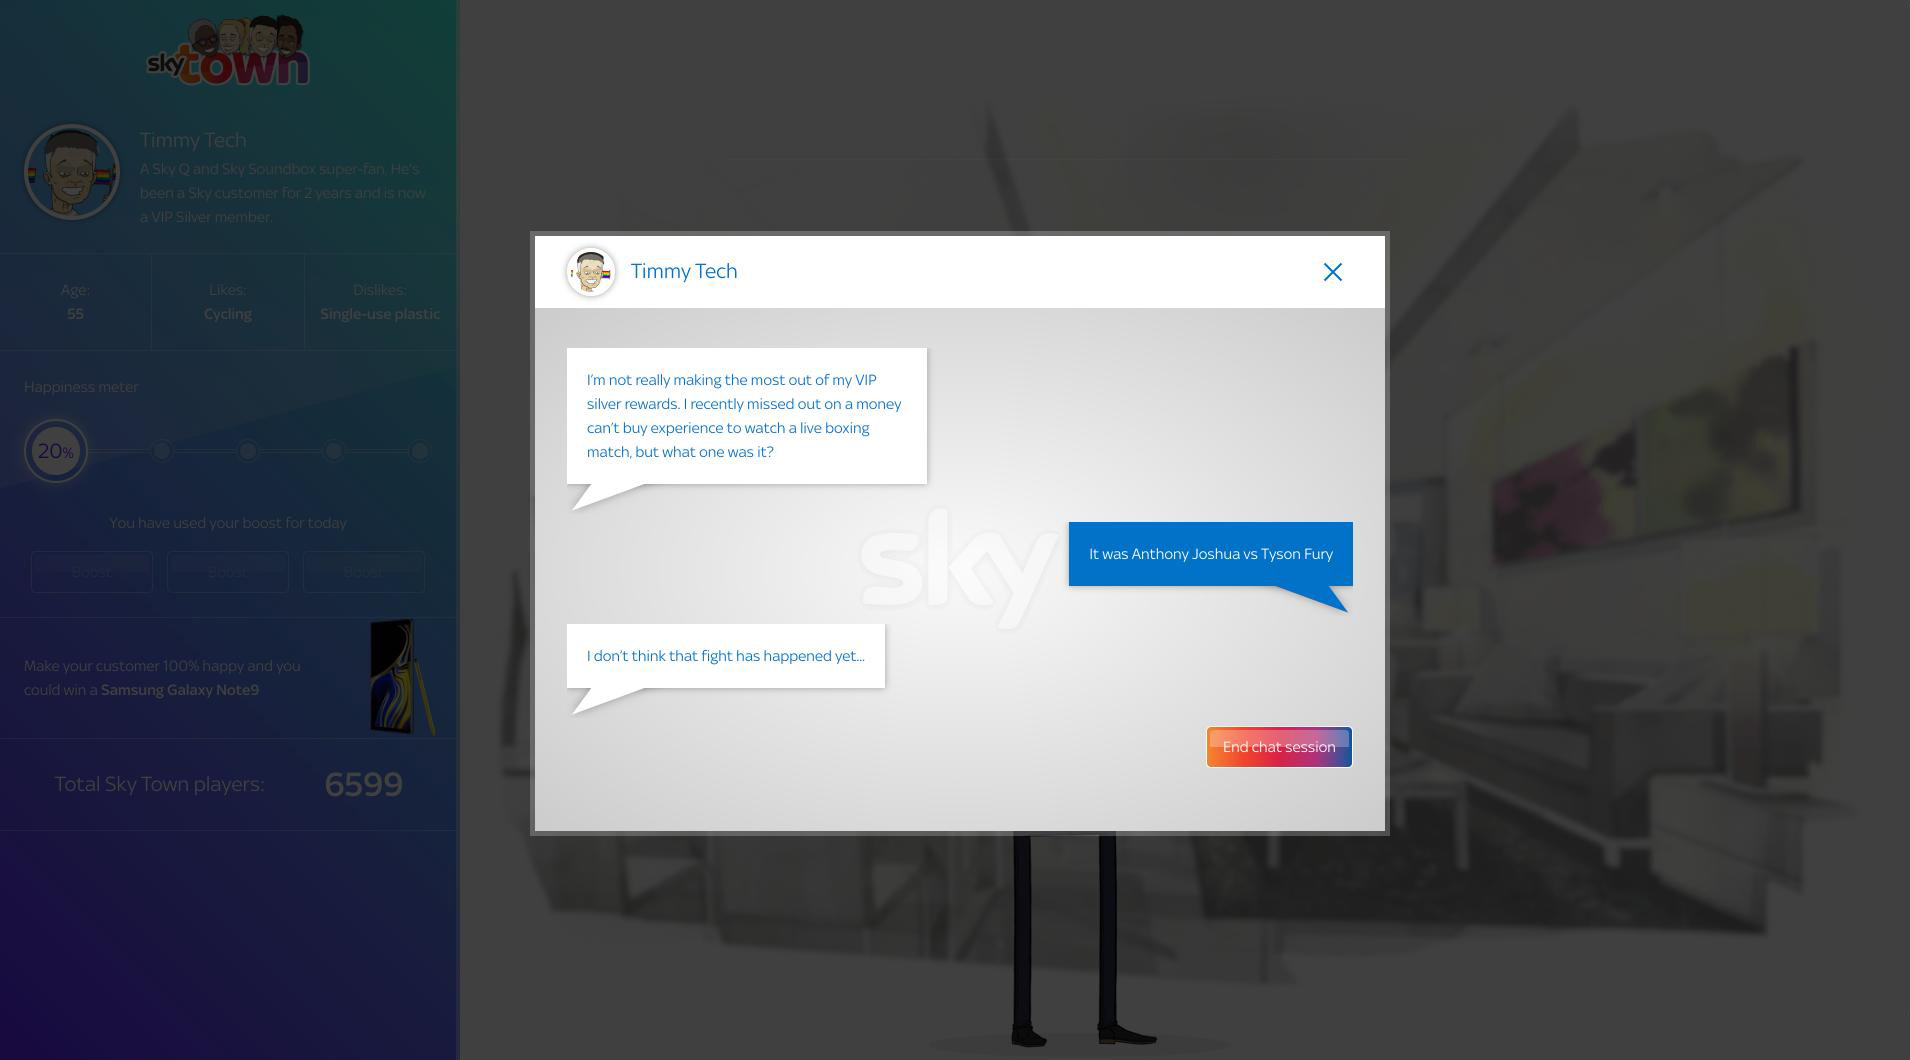 sky town
Timmy Tech
A Sky Q and Sky Soundbox super-fan. He's
been a Sky customer for 2 years and is now
a VIP Silver member.
Age:
55
Likes:
Cycling
Dislikes:
Single-use plastic
Happiness meter
20%
You have used your boost for today
Boost
Boost
Boost
Make your customer 100% happy and you
could win a Samsung Galaxy Note9
Total Sky Town players:
6599
Timmy Tech
I'm not really making the most out of my VIP
silver rewards. I recently missed out on a money
can't buy experience to watch a live boxing
match, but what one was it?
sky
It was Anthony Joshua vs Tyson Fury
I don't think that fight has happened yet...
End chat session